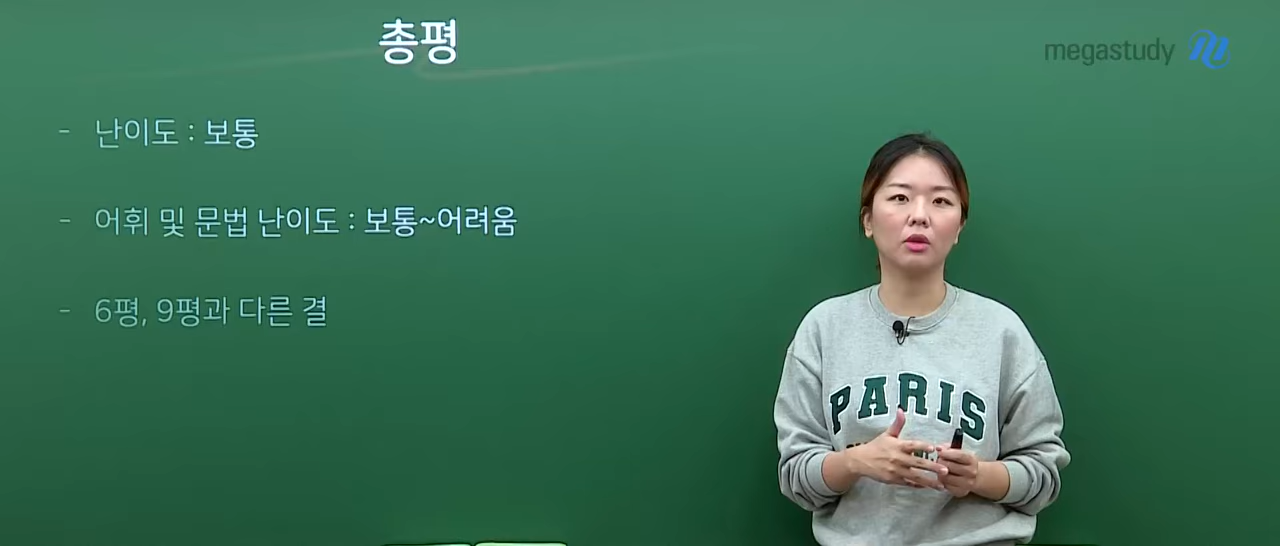 총평
megastudy
- 난이도 : 보통
- 어휘 및 문법 난이도 : 보통~어려움
- 6평, 9평과 다른 결
PARIS